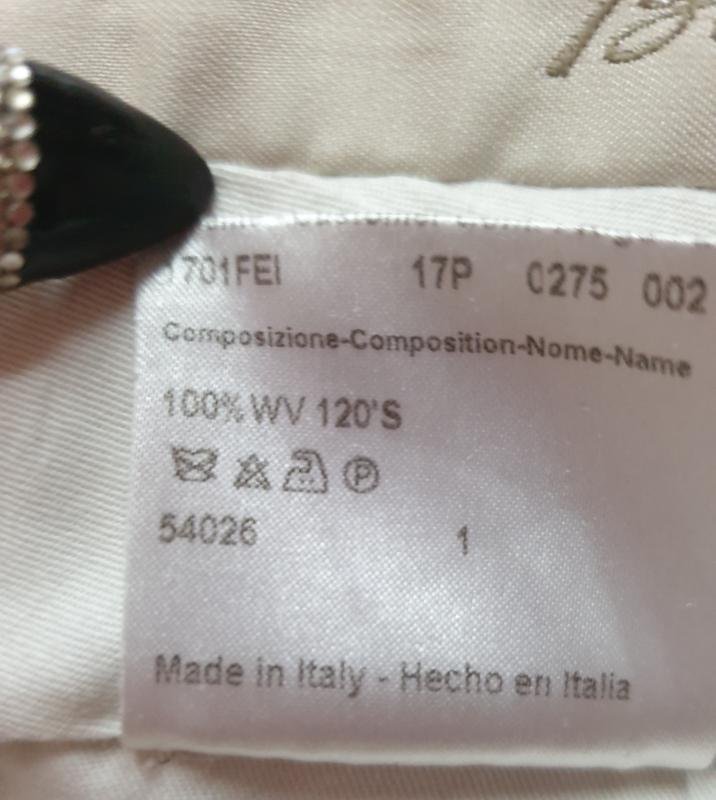 1701FEI 17P 0275 002
Composizione-Composition-Nome-Name
100% WV 120'S
54026 1
Made in Italy - Hecho en Italia